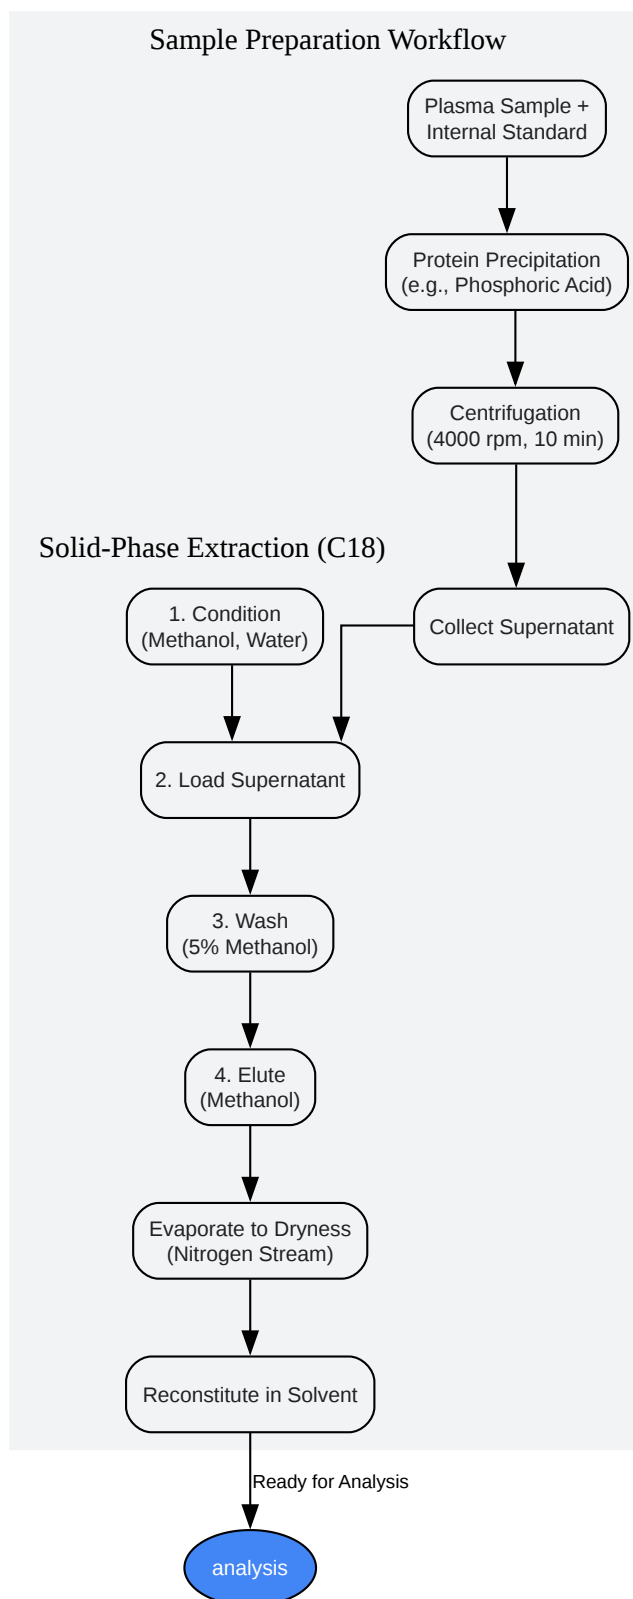 Sample Preparation Workflow
Plasma Sample +
Internal Standard
Protein Precipitation
(e.g., Phosphoric Acid)
Centrifugation
(4000 rpm, 10 min)
Solid-Phase Extraction (C18)
1. Condition
(Methanol, Water)
Collect Supernatant
2. Load Supernatant
3. Wash
(5% Methanol)
4. Elute
(Methanol)
Evaporate to Dryness
(Nitrogen Stream)
Reconstitute in Solvent
Ready for Analysis
analysis